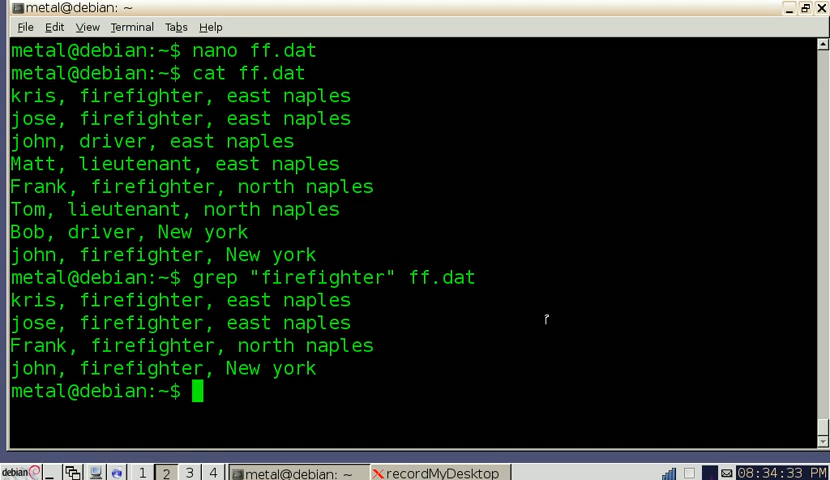 metal@debian: ~
File Edit View Terminal Tabs Help
metal@debian:~$ nano ff.dat
metal@debian:~$ cat ff.dat
kris, firefighter, east naples
jose, firefighter, east naples
john, driver, east naples
Matt, lieutenant, east naples
Frank, firefighter, north naples
Tom, lieutenant, north naples
Bob, driver, New york
john, firefighter, New york
metal@debian:~$ grep "firefighter" ff.dat
kris, firefighter, east naples
jose, firefighter, east naples
Frank, firefighter, north naples
john, firefighter, New york
metal@debian:~$
debian 1 2 3 4 metal@debian: ~ recordMyDesktop 08:34:33 PM